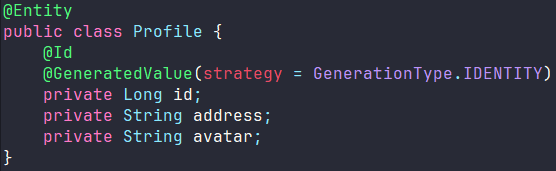 @Entity
public class Profile {
    @Id
    @GeneratedValue(strategy = GenerationType.IDENTITY)
    private Long id;
    private String address;
    private String avatar;
}